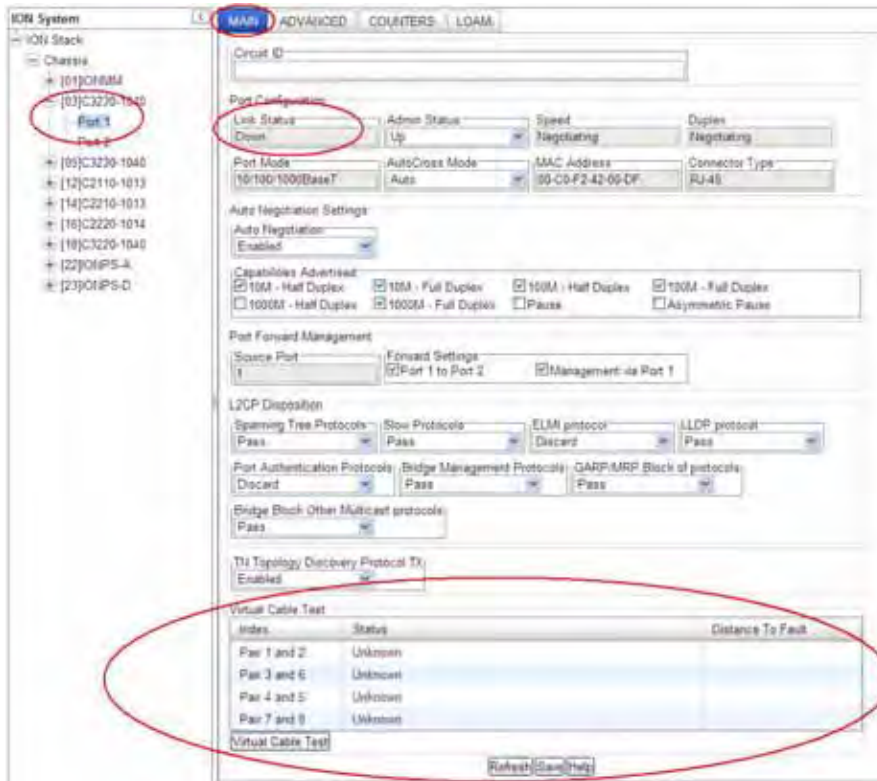 ION System
MAIN ADVANCED COUNTERS LOAM
ION Stack
Chassis
[01]IONMM
[03]C3230-1040
Port 1
Port 2
[05]C3230-1040
[12]C2110-1013
[14]C2210-1013
[16]C2220-1014
[18]C3220-1040
[22]IONPS-A
[23]IONPS-D
Circuit ID
Port Configuration
Link Status Admin Status Speed Duplex
Down Up Negotiating Negotiating
Port Mode AutoCross Mode MAC Address Connector Type
10/100/1000BaseT Auto 00-C0-F2-42-00-DF RJ-45
Auto Negotiation Settings
Auto Negotiation
Enabled
Capabilities Advertised
10M - Half Duplex 10M - Full Duplex 100M - Half Duplex 100M - Full Duplex
1000M - Half Duplex 1000M - Full Duplex Pause Asymmetric Pause
Port Forward Management
Source Port Forward Settings
1 Port 1 to Port 2 Management via Port 1
L2CP Disposition
Spanning Tree Protocols Slow Protocols ELMI protocol LLDP protocol
Pass Pass Discard Pass
Port Authentication Protocols Bridge Management Protocols GARP/MRP Block of protocols
Discard Pass Pass
Bridge Block Other Multicast protocols
Pass
TN Topology Discovery Protocol TX
Enabled
Virtual Cable Test
Index Status Distance To Fault
Pair 1 and 2 Unknown
Pair 3 and 6 Unknown
Pair 4 and 5 Unknown
Pair 7 and 8 Unknown
Virtual Cable Test
Refresh Save Help